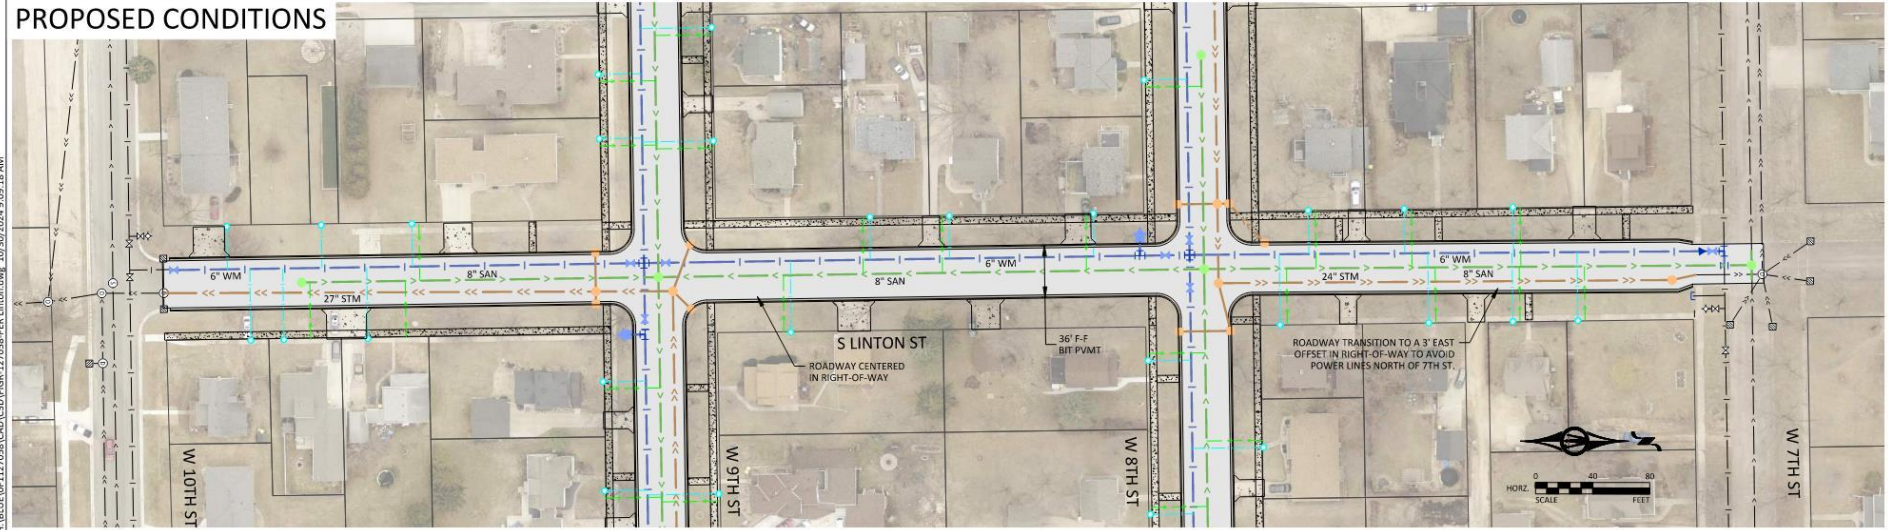 PROPOSED CONDITIONS
6" WM
8" SAN
27" STM
6" WM
8" SAN
6" WM
24" STM
8" SAN
S LINTON ST
ROADWAY CENTERED
IN RIGHT-OF-WAY
36' F-F
BIT PVMT
ROADWAY TRANSITION TO A 3' EAST
OFFSET IN RIGHT-OF-WAY TO AVOID
POWER LINES NORTH OF 7TH ST.
W 10TH ST
W 9TH ST
W 8TH ST
W 7TH ST
0 40 80
HORZ.
SCALE FEET